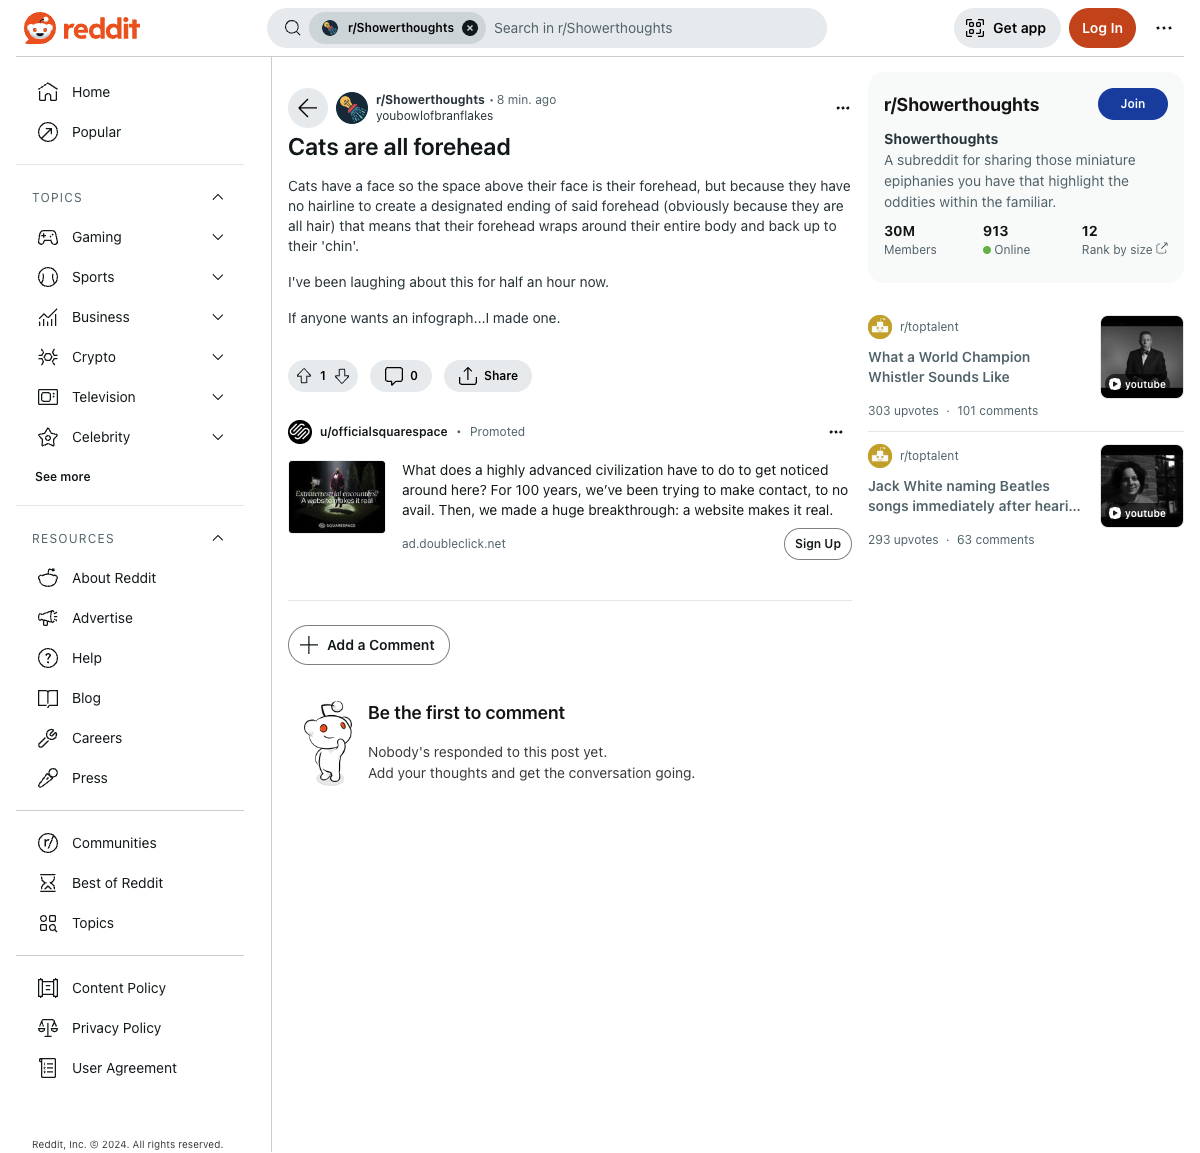 reddit
r/Showerthoughts
Search in r/Showerthoughts
Get app
Log In
Home
Popular
TOPICS
Gaming
Sports
Business
Crypto
Television
Celebrity
See more
RESOURCES
About Reddit
Advertise
Help
Blog
Careers
Press
Communities
Best of Reddit
Topics
Content Policy
Privacy Policy
User Agreement
Reddit, Inc. © 2024. All rights reserved.
r/Showerthoughts • 8 min. ago
youbowlofbranflakes
Cats are all forehead
Cats have a face so the space above their face is their forehead, but because they have
no hairline to create a designated ending of said forehead (obviously because they are
all hair) that means that their forehead wraps around their entire body and back up to
their 'chin'.
I've been laughing about this for half an hour now.
If anyone wants an infograph...I made one.
1
0
Share
u/officialsquarespace • Promoted
Extraterrestrial encounters?
A website makes it real
SQUARESPACE
What does a highly advanced civilization have to do to get noticed
around here? For 100 years, we’ve been trying to make contact, to no
avail. Then, we made a huge breakthrough: a website makes it real.
ad.doubleclick.net
Sign Up
Add a Comment
Be the first to comment
Nobody's responded to this post yet.
Add your thoughts and get the conversation going.
r/Showerthoughts
Join
Showerthoughts
A subreddit for sharing those miniature
epiphanies you have that highlight the
oddities within the familiar.
30M
Members
913
Online
12
Rank by size
r/toptalent
What a World Champion
Whistler Sounds Like
youtube
303 upvotes · 101 comments
r/toptalent
Jack White naming Beatles
songs immediately after heari...
youtube
293 upvotes · 63 comments